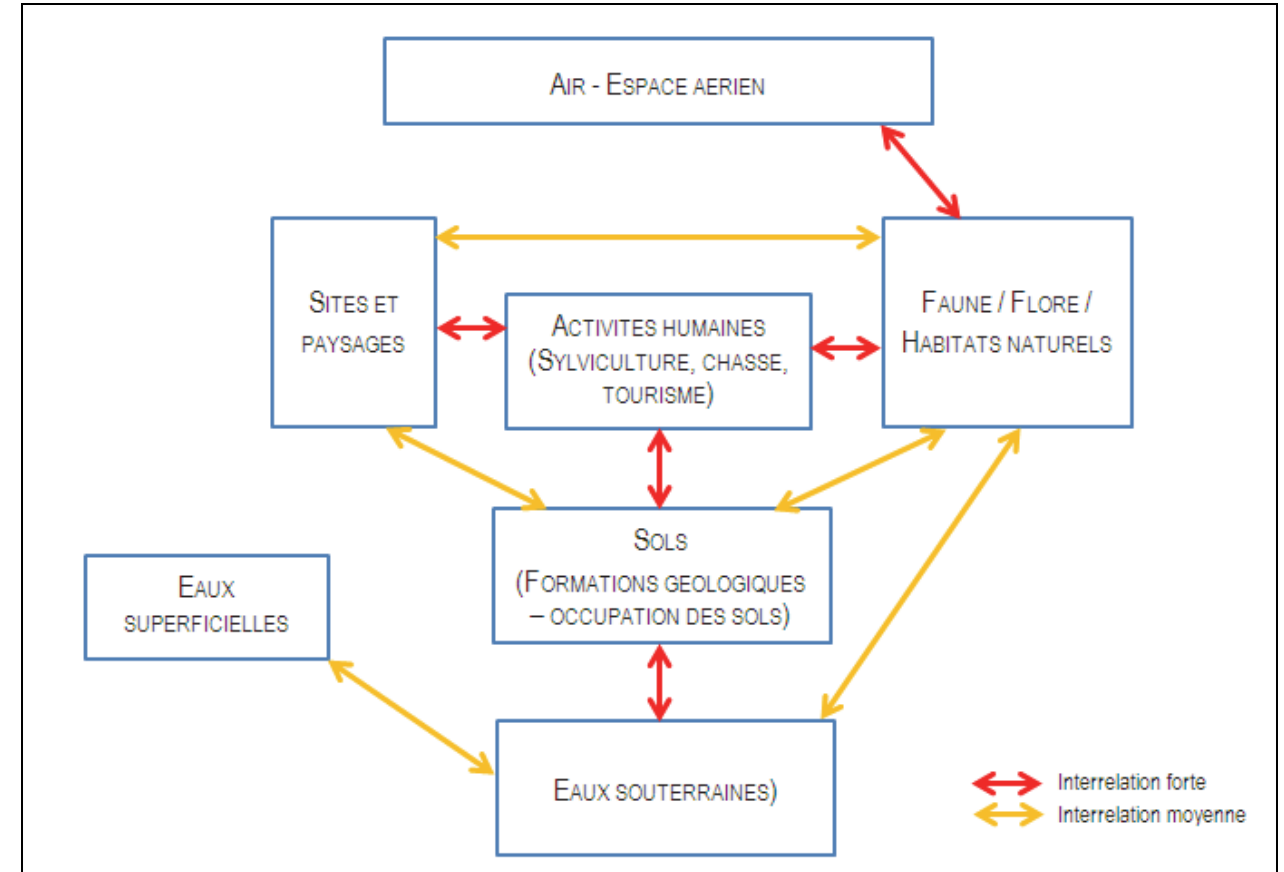 AIR - ESPACE AERIEN
SITES ET
PAYSAGES
ACTIVITES HUMAINES
(SYLVICULTURE, CHASSE,
TOURISME)
FAUNE / FLORE /
HABITATS NATURELS
SOLS
(FORMATIONS GEOLOGIQUES
– OCCUPATION DES SOLS)
EAUX
SUPERFICIELLES
EAUX SOUTERRAINES)
Interrelation forte
Interrelation moyenne